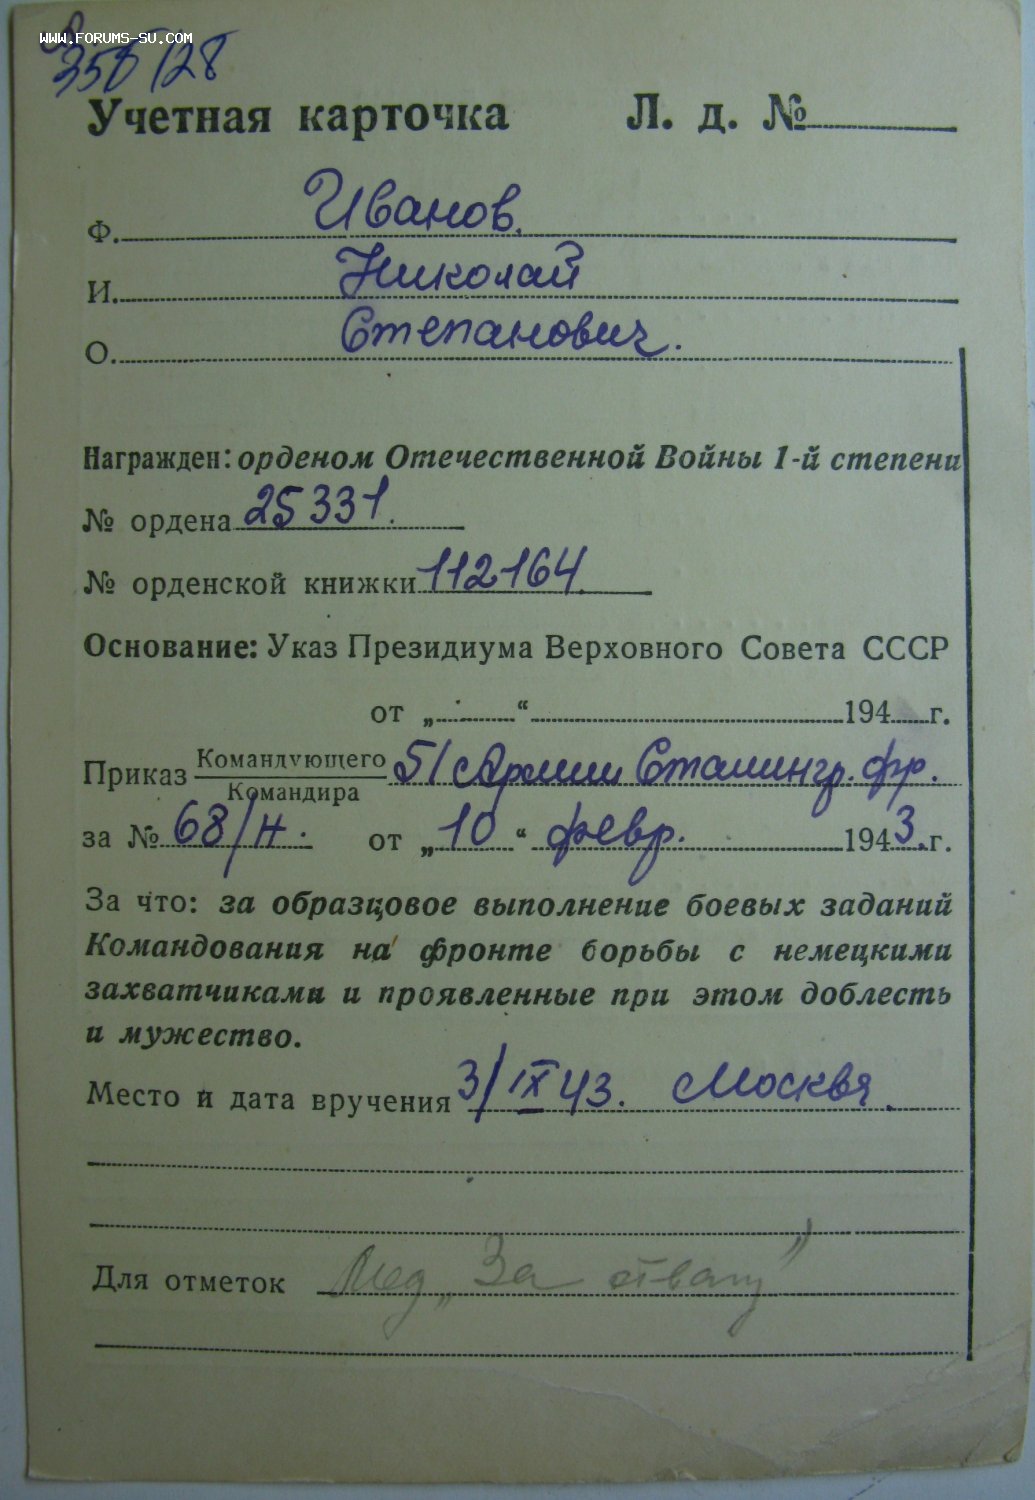 WWW.FORUMS-SU.COM
358/28
Учетная карточка Л. д. №
Ф. Иванов.
И. Николай
О. Степанович.
Награжден: орденом Отечественной Войны 1-й степени
№ ордена 25331.
№ орденской книжки 112164.
Основание: Указ Президиума Верховного Совета СССР
от „ “ 194 г.
Приказ Командующего 51 Армии Сталингр. фр.
Командира
за № 68/н. от „10“ февр. 1943.г.
За что: за образцовое выполнение боевых заданий
Командования на фронте борьбы с немецкими
захватчиками и проявленные при этом доблесть
и мужество.
Место и дата вручения 3/IX 43. Москва.
Для отметок Мед „За отвагу"